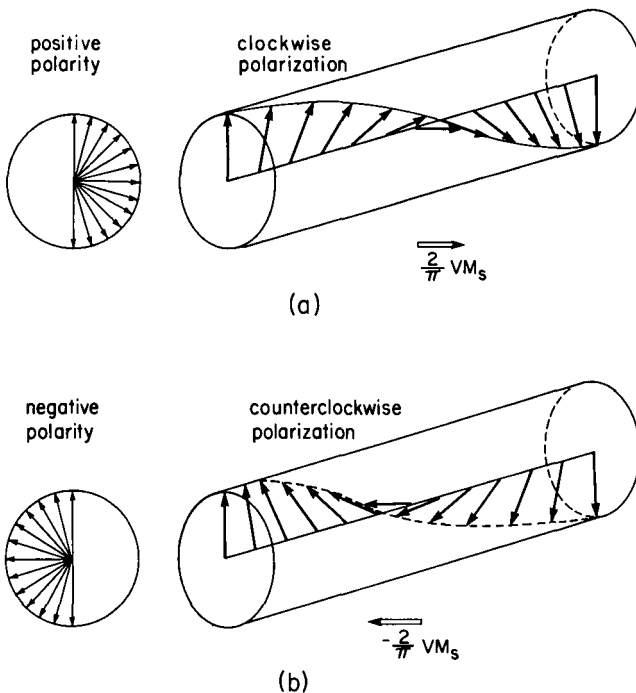 positive
polarity
clockwise
polarization
2/π VMs
(a)
negative
polarity
counterclockwise
polarization
-2/π VMs
(b)